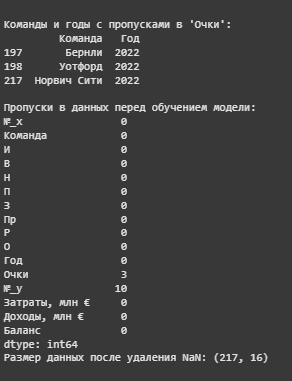 Команды и годы с пропусками в 'Очки':
Команда Год
197 Бернли 2022
198 Уотфорд 2022
217 Норвич Сити 2022
Пропуски в данных перед обучением модели:
№_x 0
Команда 0
И 0
В 0
Н 0
П 0
З 0
Пр 0
Р 0
О 0
Год 0
Очки 3
№_y 10
Затраты, млн € 0
Доходы, млн € 0
Баланс 0
dtype: int64
Размер данных после удаления NaN: (217, 16)